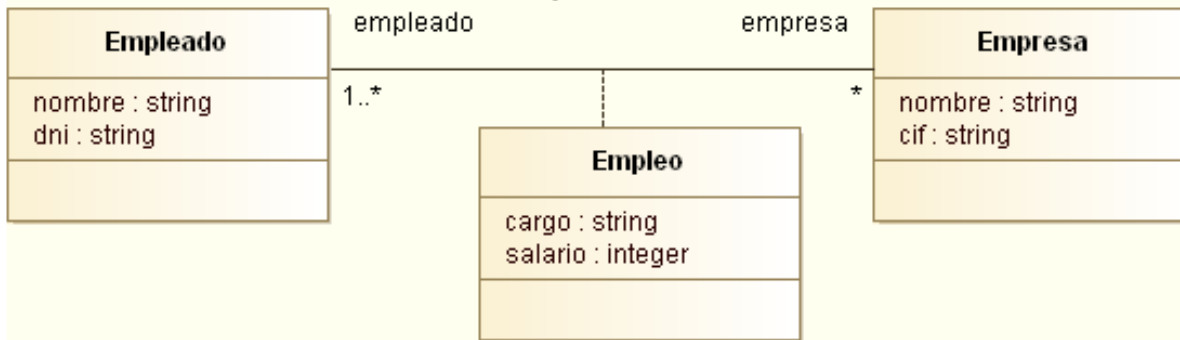 empleado
empresa
Empleado
Empresa
1..*
*
nombre : string
dni : string
nombre : string
cif : string
Empleo
cargo : string
salario : integer